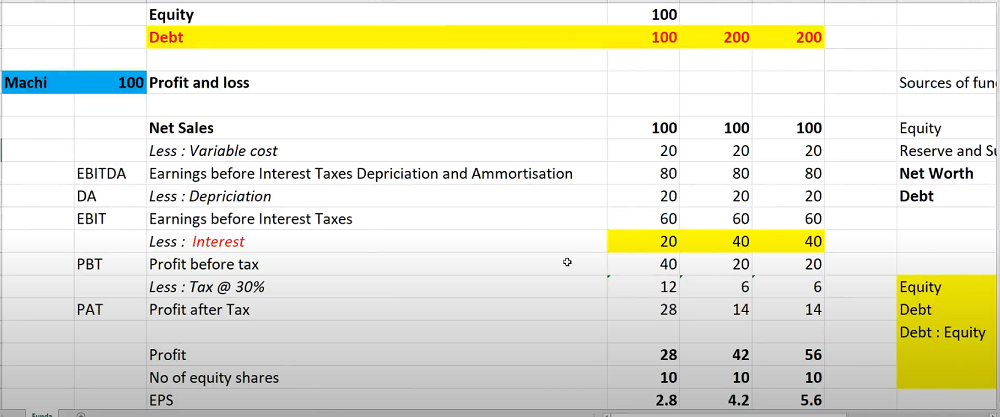 Equity 100
Debt 100 200 200
Machi 100 Profit and loss Sources of fun
Net Sales 100 100 100 Equity
Less : Variable cost 20 20 20 Reserve and Su
EBITDA Earnings before Interest Taxes Depriciation and Ammortisation 80 80 80 Net Worth
DA Less : Depriciation 20 20 20 Debt
EBIT Earnings before Interest Taxes 60 60 60
Less : Interest 20 40 40
PBT Profit before tax 40 20 20
Less : Tax @ 30% 12 6 6 Equity
PAT Profit after Tax 28 14 14 Debt
Debt : Equity
Profit 28 42 56
No of equity shares 10 10 10
EPS 2.8 4.2 5.6